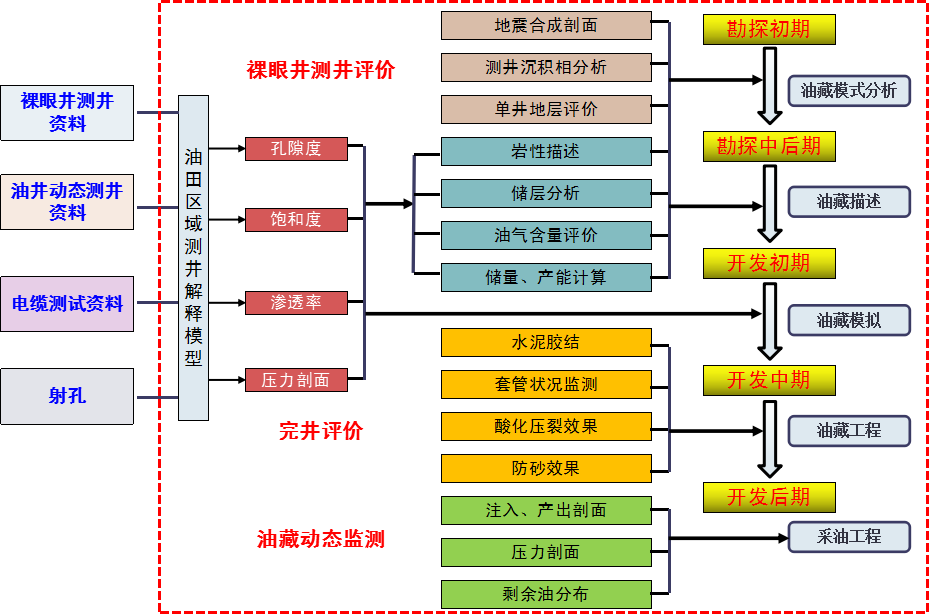 裸眼井测井
资料
油井动态测井
资料
电缆测试资料
射孔
油田区域测井解释模型
裸眼井测井评价
孔隙度
饱和度
渗透率
压力剖面
完井评价
油藏动态监测
地震合成剖面
测井沉积相分析
单井地层评价
岩性描述
储层分析
油气含量评价
储量、产能计算
水泥胶结
套管状况监测
酸化压裂效果
防砂效果
注入、产出剖面
压力剖面
剩余油分布
勘探初期
油藏模式分析
勘探中后期
油藏描述
开发初期
油藏模拟
开发中期
油藏工程
开发后期
采油工程